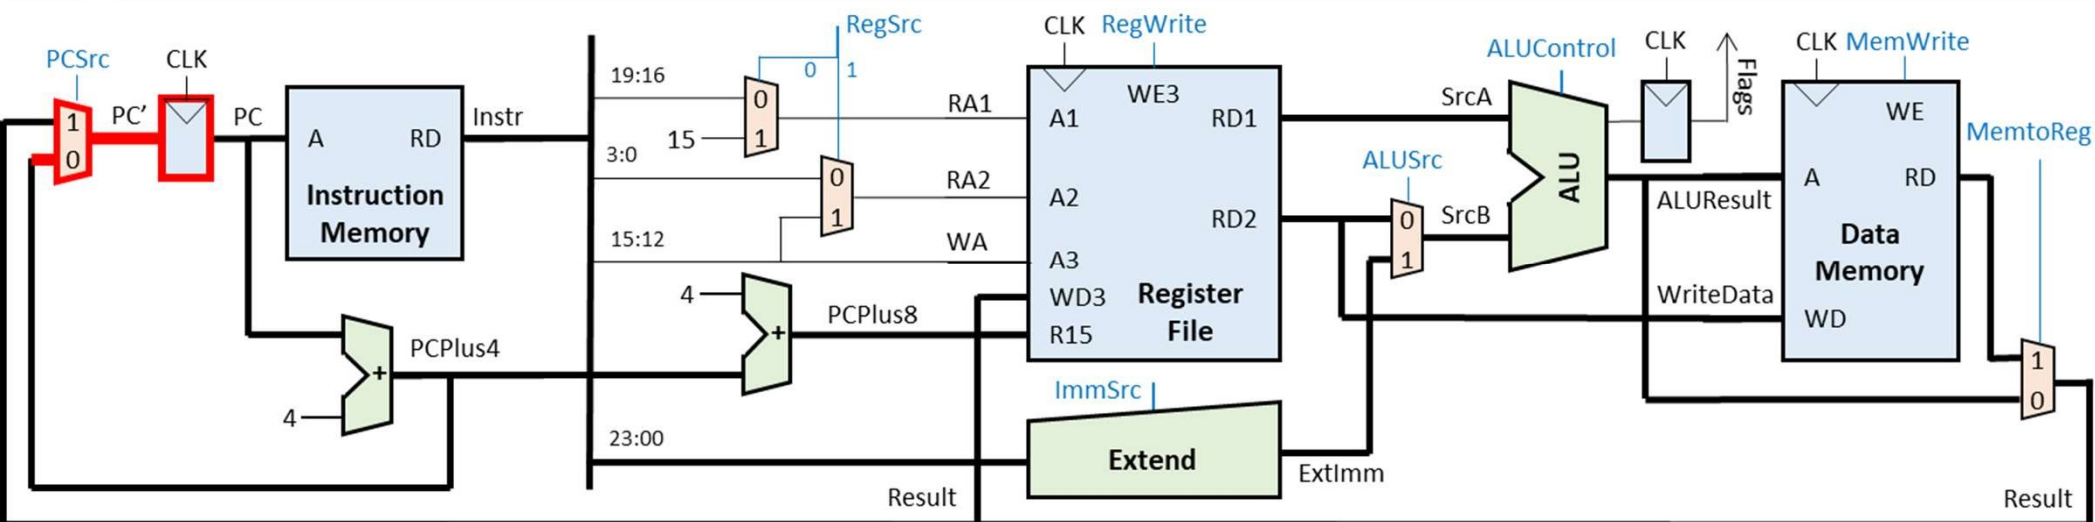 PCSrc
CLK
1
0
PC’
PC
A
RD
Instruction
Memory
Instr
PCPlus4
+
4
19:16
15
3:0
15:12
4
23:00
RegSrc
0
1
0
1
0
1
RA1
RA2
WA
+
PCPlus8
CLK
RegWrite
WE3
A1
RD1
A2
RD2
A3
WD3
Register
File
R15
ImmSrc
Extend
ExtImm
Result
SrcA
ALUSrc
0
1
SrcB
ALUControl
ALU
CLK
Flags
ALUResult
WriteData
CLK
MemWrite
WE
A
RD
Data
Memory
WD
MemtoReg
1
0
Result